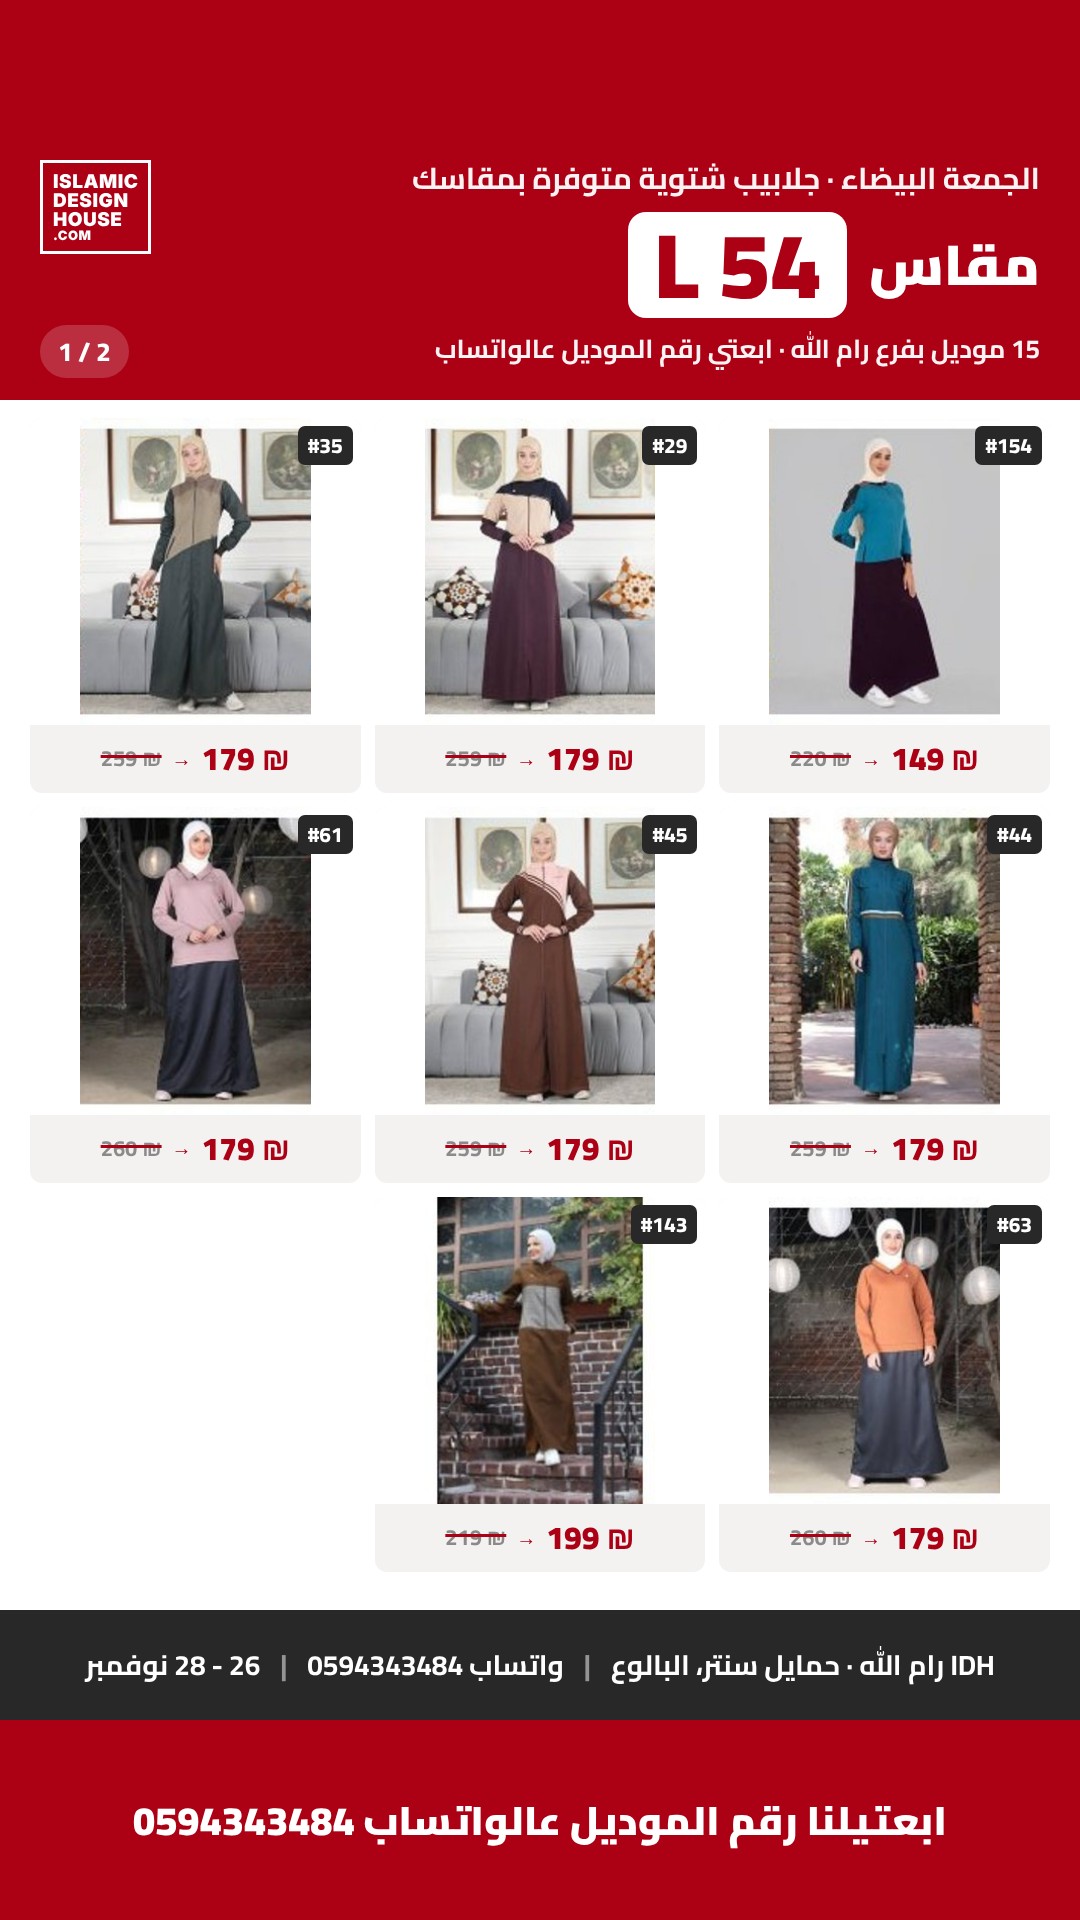 ISLAMIC
DESIGN
HOUSE
.COM
الجمعة البيضاء · جلابيب شتوية متوفرة بمقاسك
مقاس L 54
15 موديل بفرع رام الله · ابعتي رقم الموديل عالواتساب
1 / 2
#154
#29
#35
220 ₪ → 149 ₪
259 ₪ → 179 ₪
259 ₪ → 179 ₪
#44
#45
#61
259 ₪ → 179 ₪
259 ₪ → 179 ₪
260 ₪ → 179 ₪
#63
#143
260 ₪ → 179 ₪
219 ₪ → 199 ₪
IDH رام الله · حمايل سنتر، البالوع | واتساب 0594343484 | 26 - 28 نوفمبر
ابعتيلنا رقم الموديل عالواتساب 0594343484